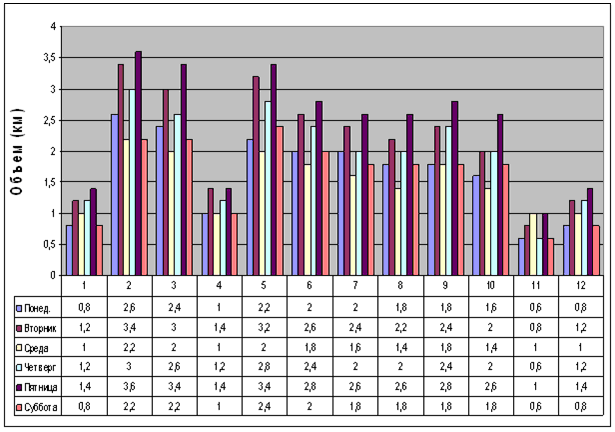 4
3,5
3
2,5
2
1,5
1
0,5
0
Объем (км)
1 2 3 4 5 6 7 8 9 10 11 12
Понед. 0,8 2,6 2,4 1 2,2 2 2 1,8 1,8 1,6 0,6 0,8
Вторник 1,2 3,4 3 1,4 3,2 2,6 2,4 2,2 2,4 2 0,8 1,2
Среда 1 2,2 2 1 2 1,8 1,6 1,4 1,8 1,4 1 1
Четверг 1,2 3 2,6 1,2 2,8 2,4 2 2 2,4 2 0,6 1,2
Пятница 1,4 3,6 3,4 1,4 3,4 2,8 2,6 2,6 2,8 2,6 1 1,4
Суббота 0,8 2,2 2,2 1 2,4 2 1,8 1,8 1,8 1,8 0,6 0,8